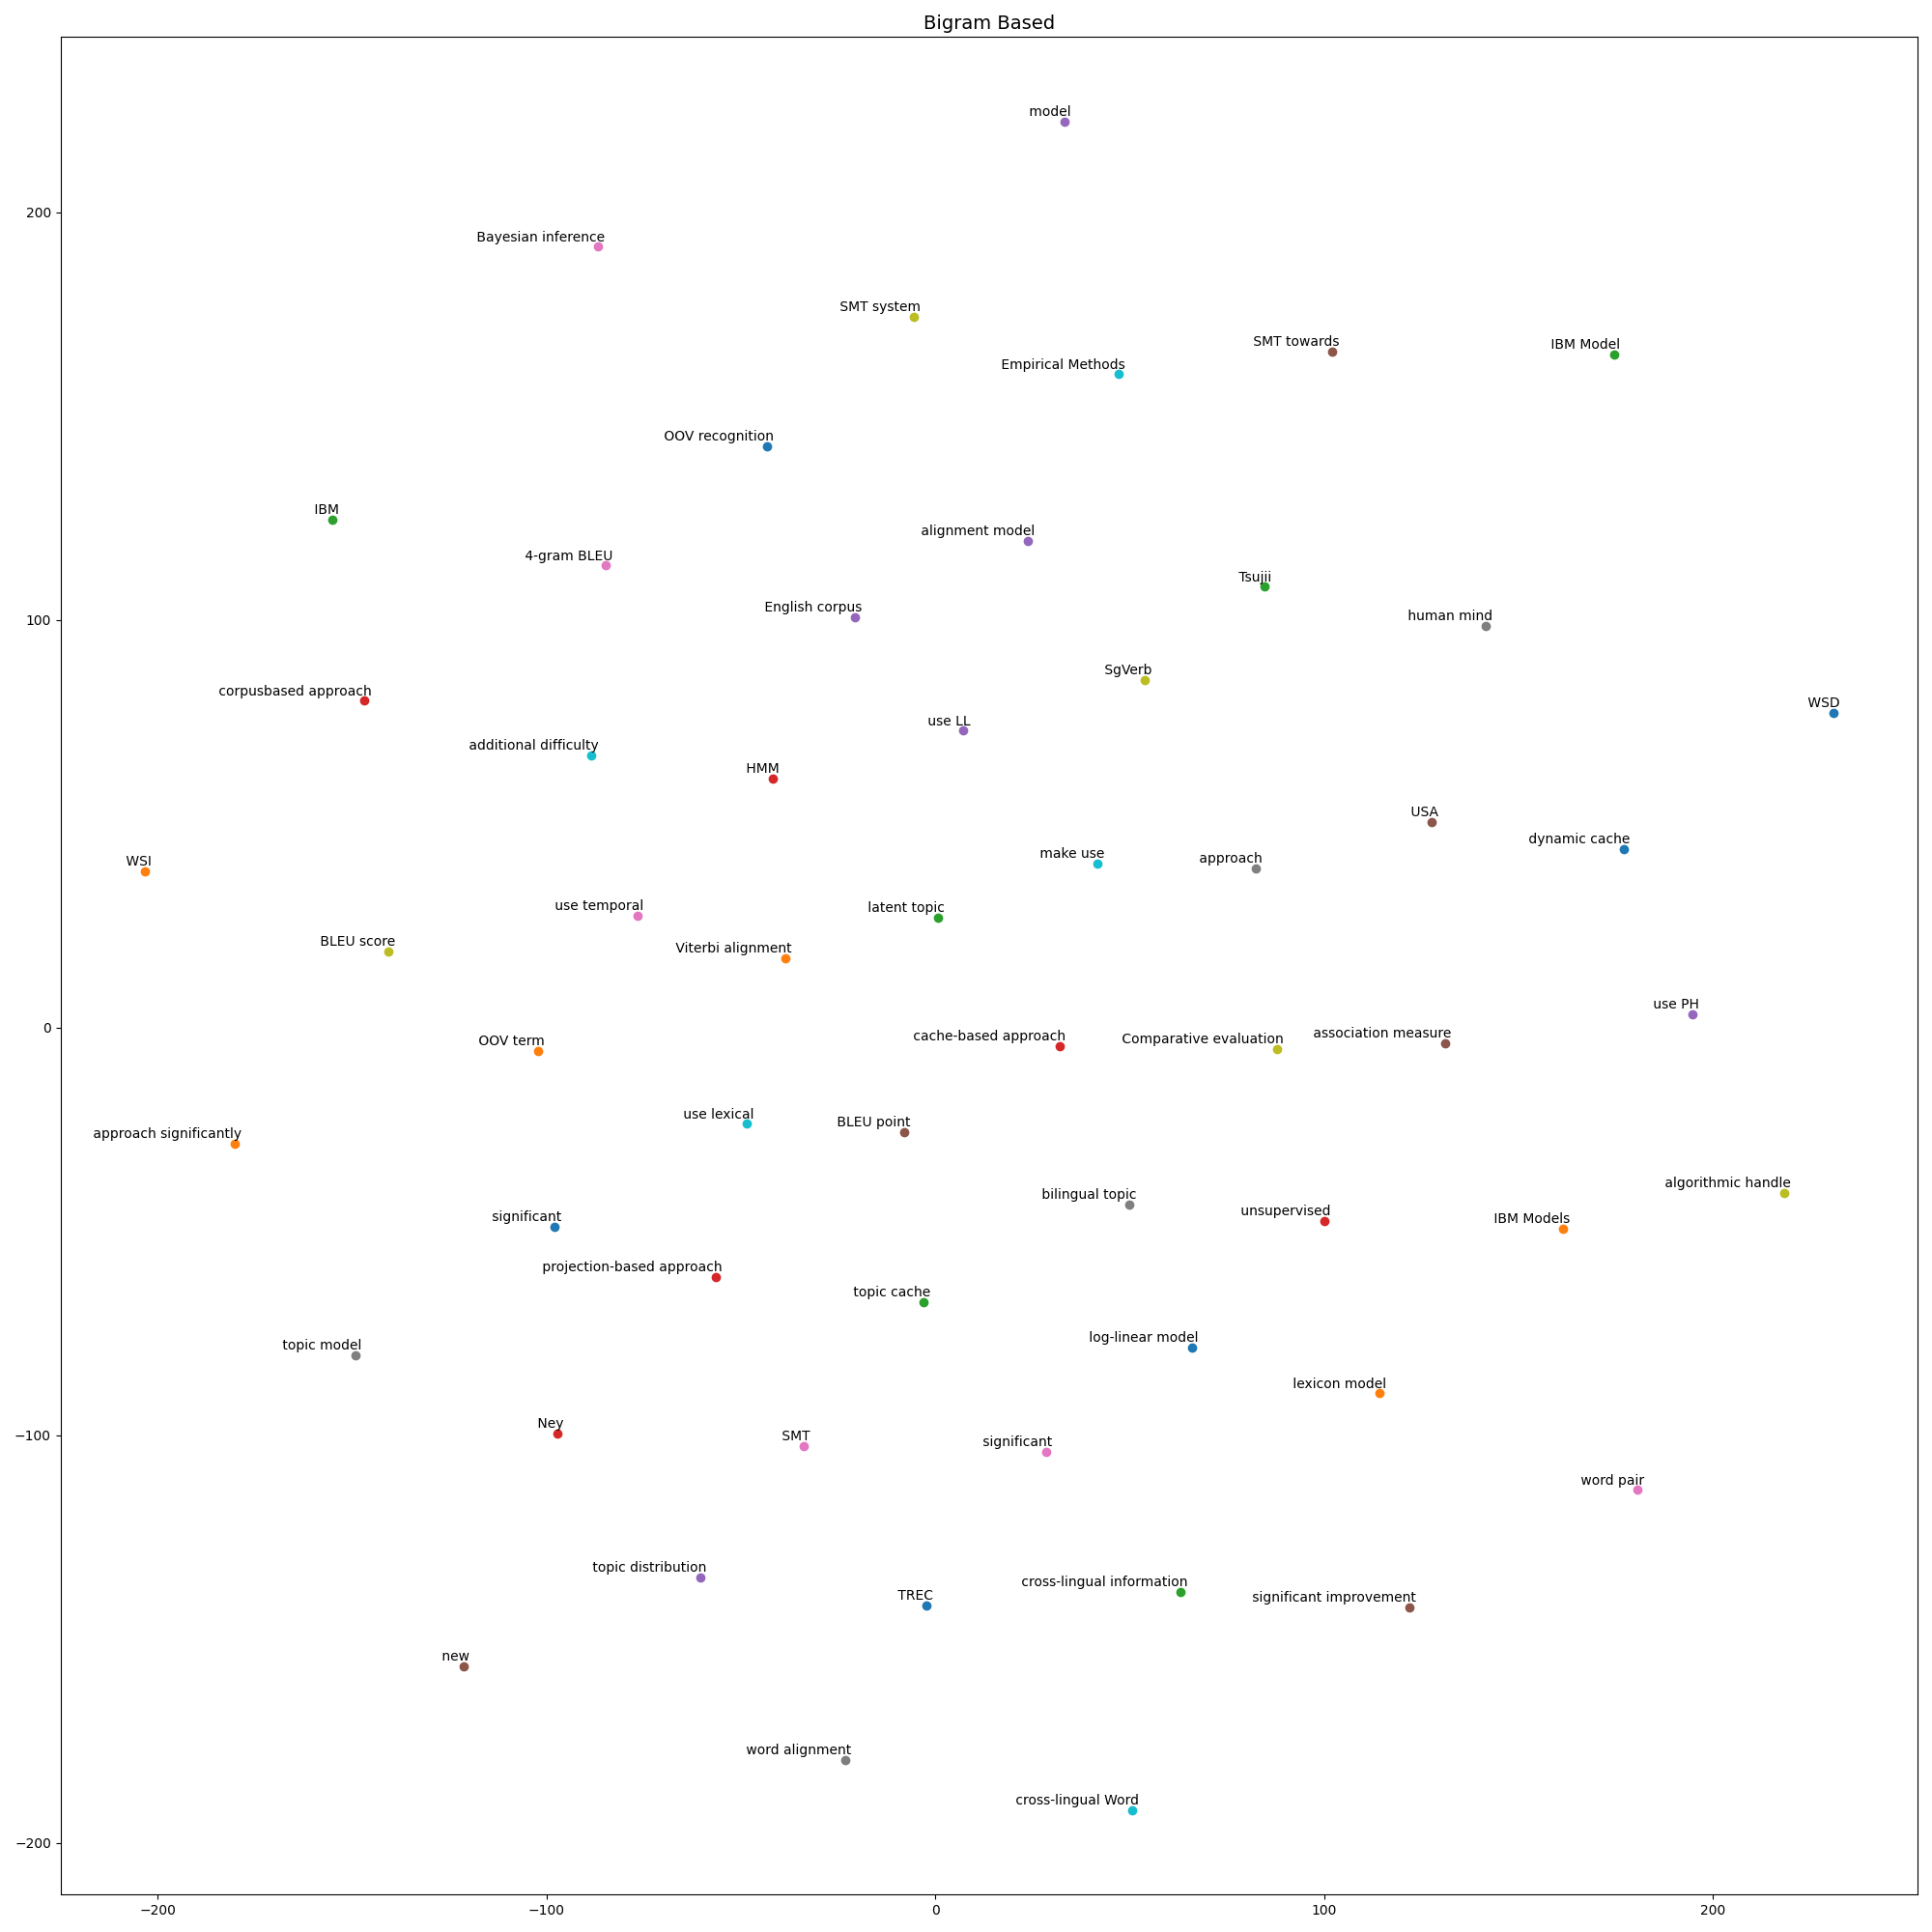 Bigram Based
model
200
Bayesian inference
SMT system
SMT towards
IBM Model
Empirical Methods
OOV recognition
IBM
alignment model
4-gram BLEU
Tsujii
English corpus
100
human mind
SgVerb
corpusbased approach
WSD
use LL
additional difficulty
HMM
USA
dynamic cache
make use
approach
WSI
use temporal
latent topic
BLEU score
Viterbi alignment
use PH
0
association measure
cache-based approach
Comparative evaluation
OOV term
use lexical
BLEU point
approach significantly
algorithmic handle
bilingual topic
unsupervised
significant
IBM Models
projection-based approach
topic cache
log-linear model
topic model
lexicon model
Ney
−100
SMT
significant
word pair
topic distribution
cross-lingual information
TREC
significant improvement
new
word alignment
cross-lingual Word
−200
−200
−100
0
100
200